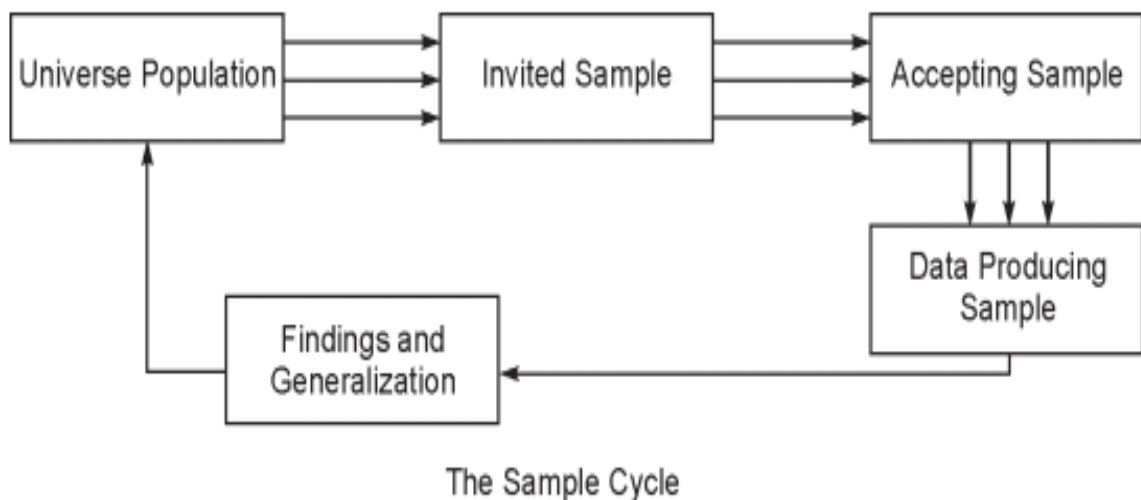 Universe Population
Invited Sample
Accepting Sample
Data Producing
Sample
Findings and
Generalization
The Sample Cycle